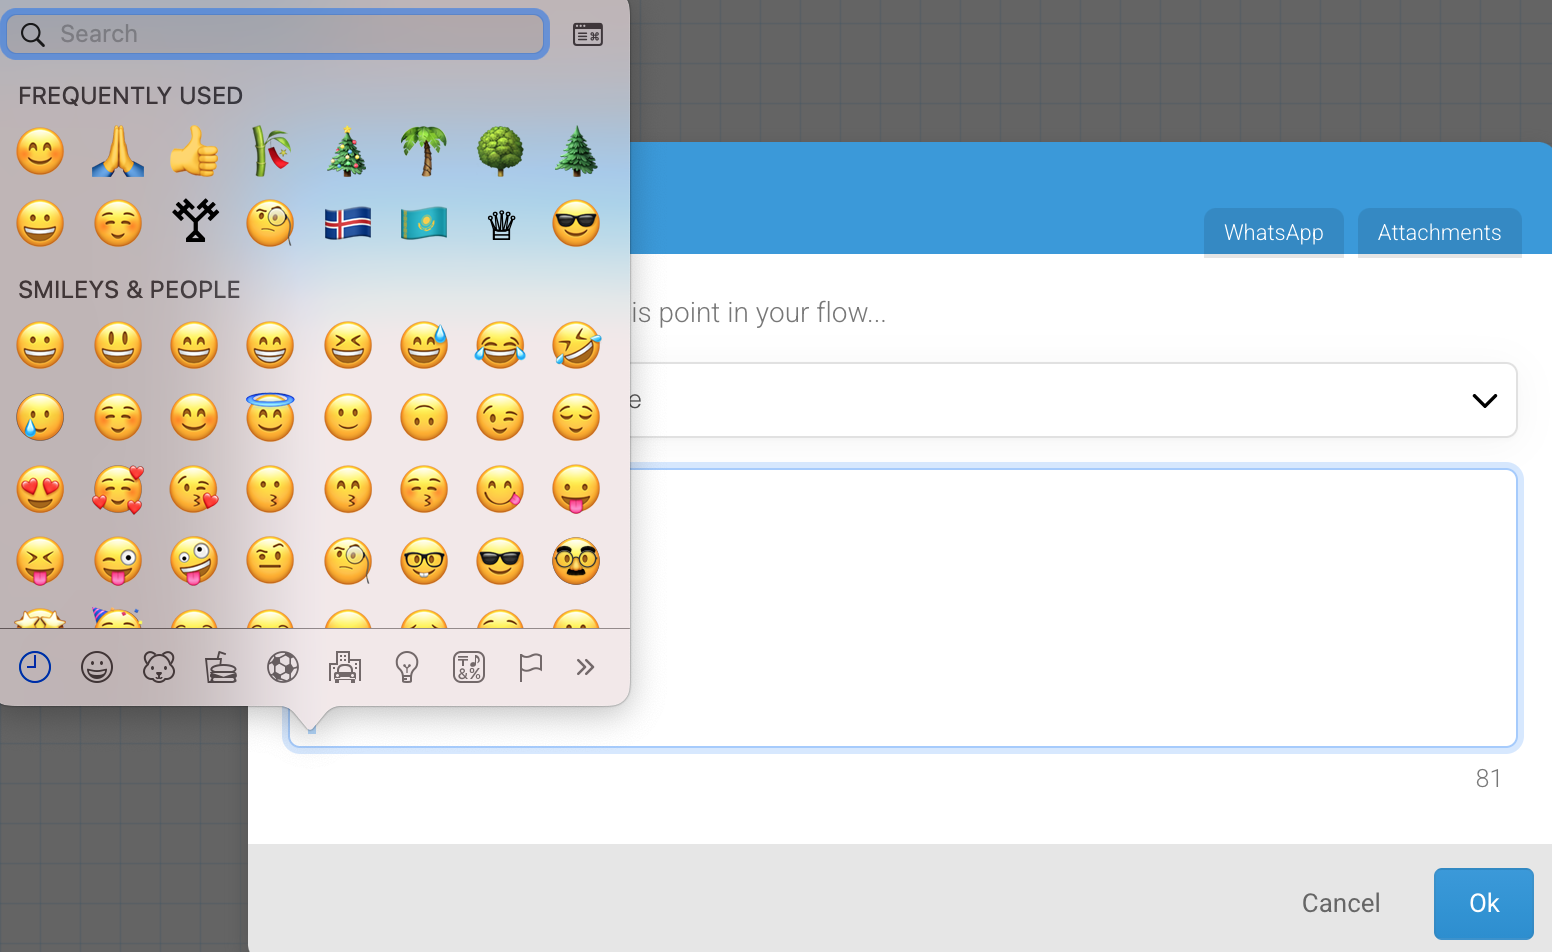 Search
FREQUENTLY USED
SMILEYS & PEOPLE
WhatsApp
Attachments
is point in your flow...
e
81
Cancel
Ok